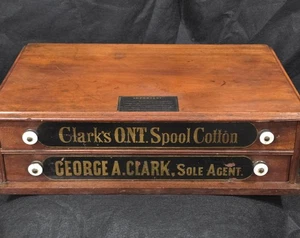 Clark's O.N.T. Spool Cotton
GEORGE A. CLARK, SOLE AGENT.